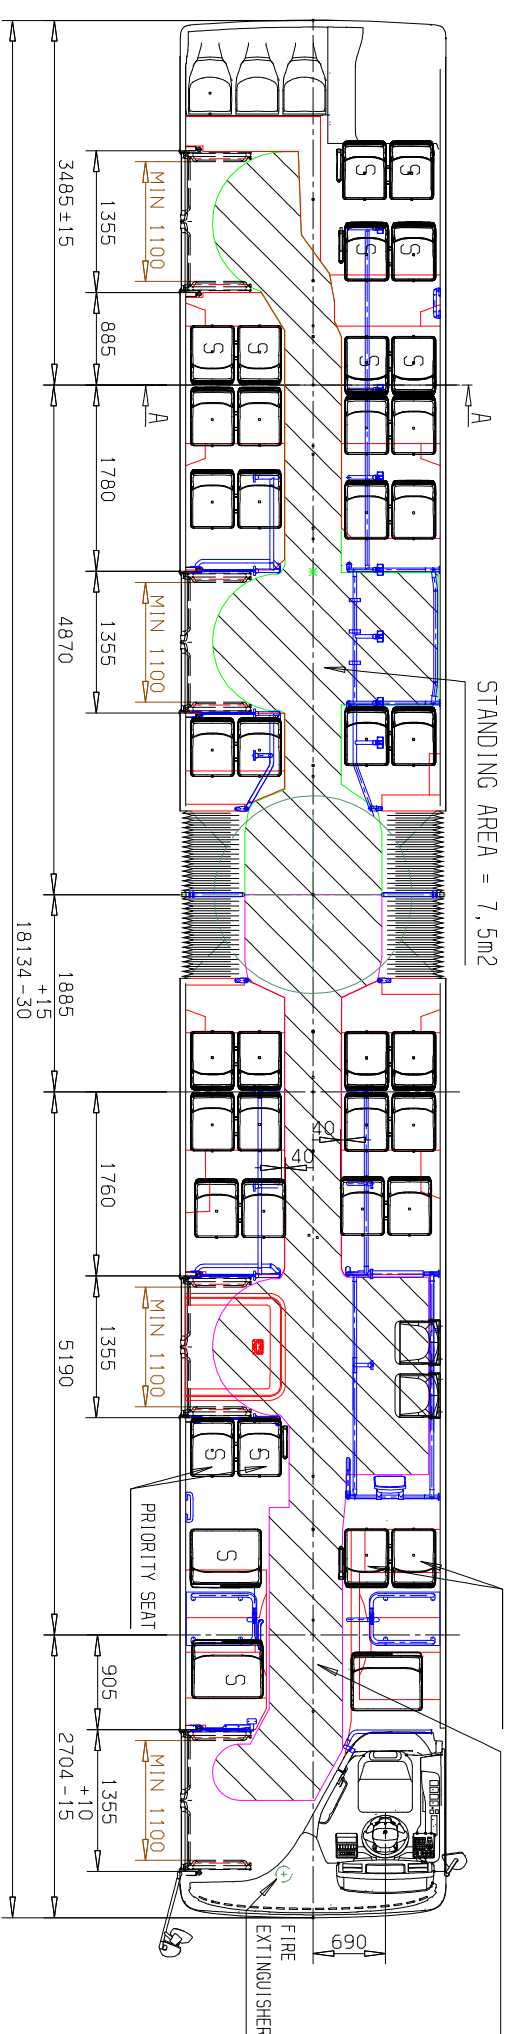 STANDING AREA = 7,5m2
A
A
3485±15
1355
MIN 1100
885
1780
4870
1355
MIN 1100
18134-30
+15
1885
40
40
1760
5190
1355
MIN 1100
PRIORITY SEAT
905
2704-15
+10
1355
MIN 1100
690
FIRE
EXTINGUISHER
S
S
S
S
S
S
S
S
S
S
S
S